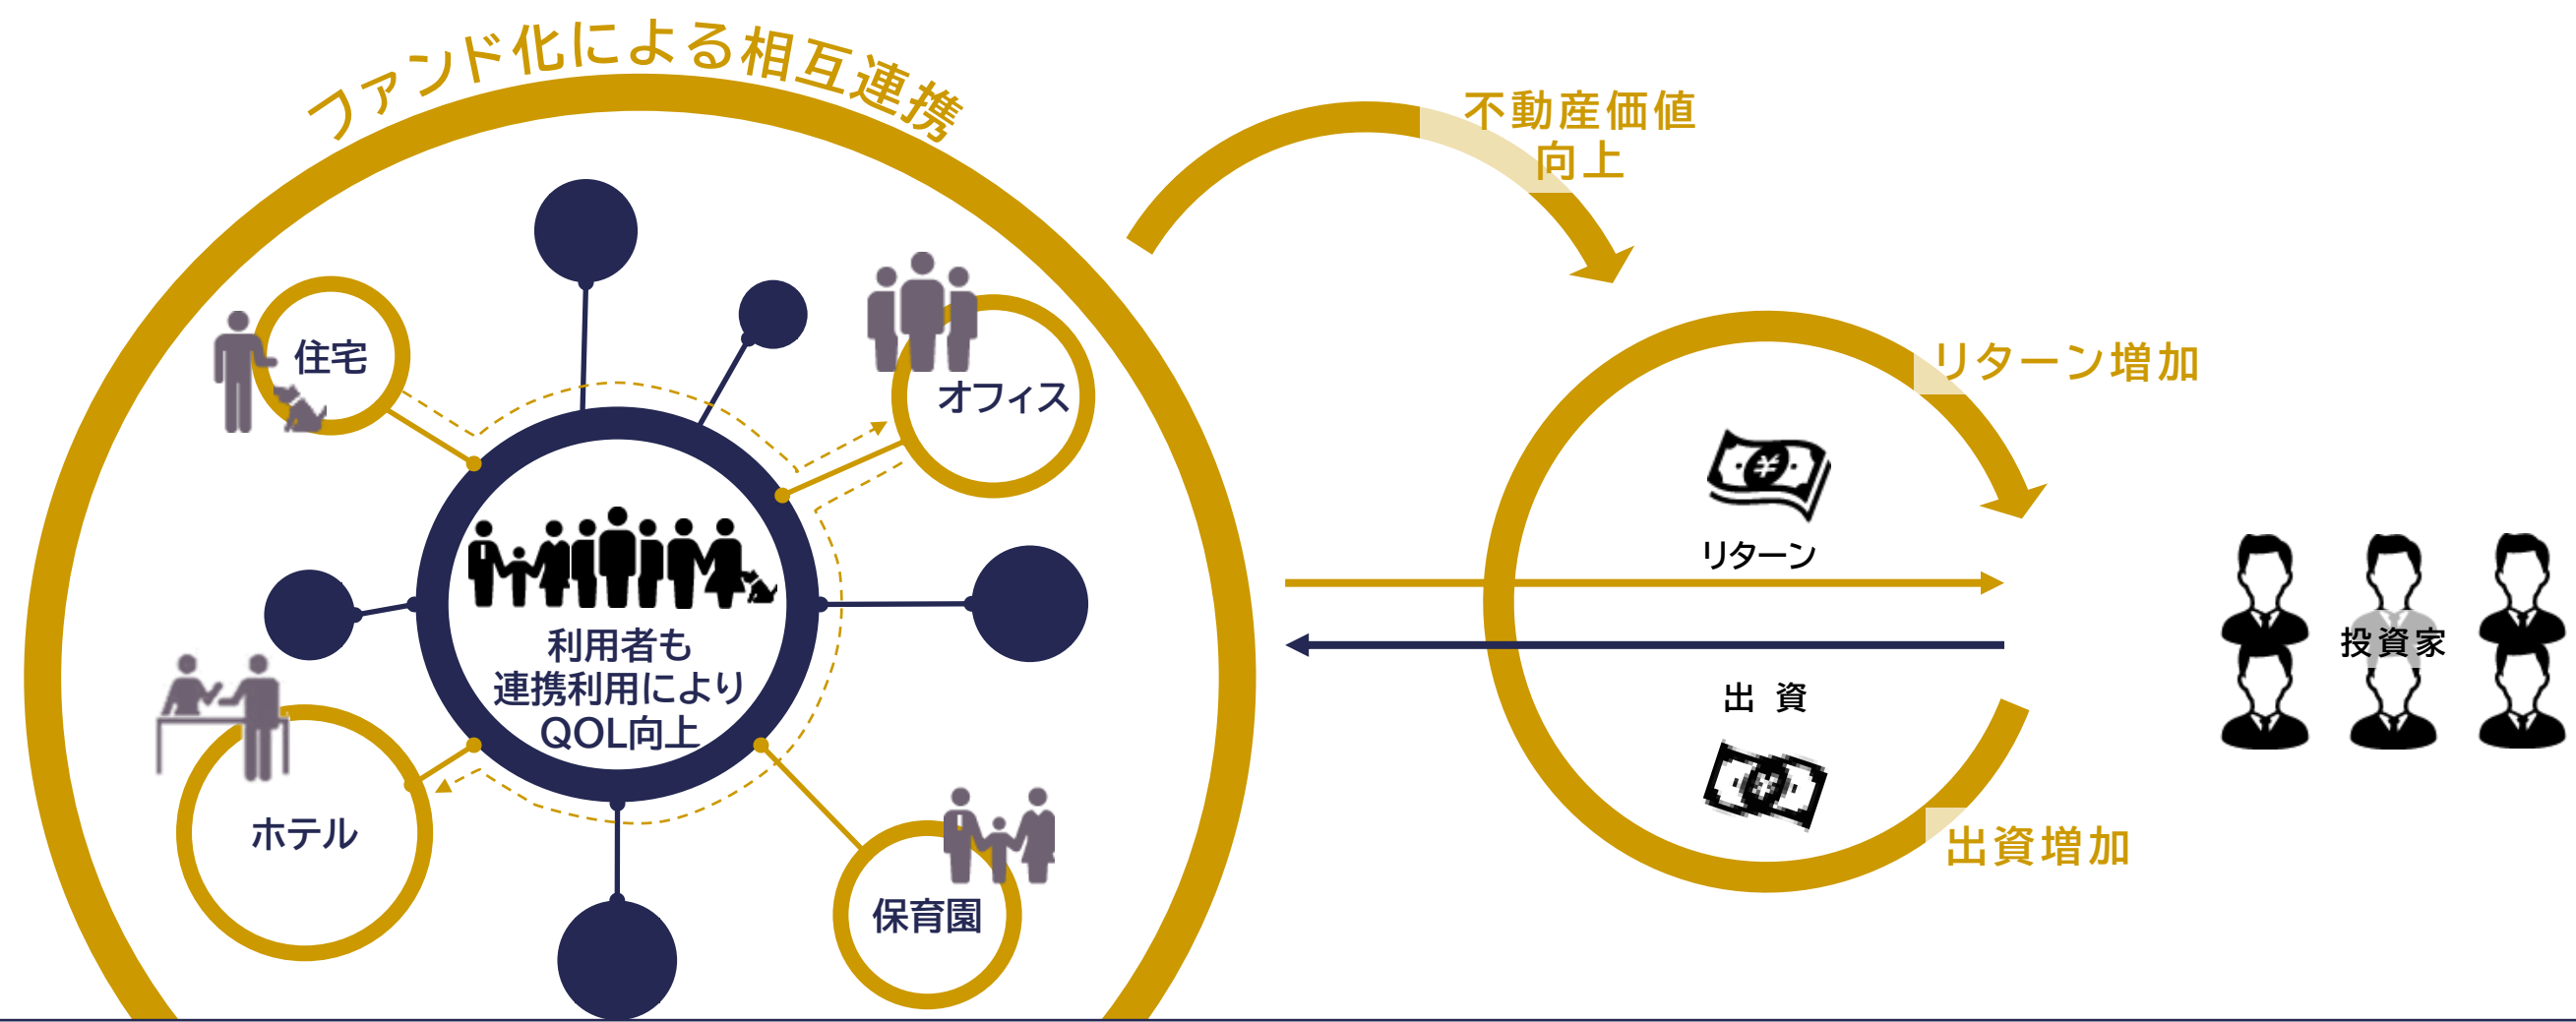 ファンド化による相互連携
不動産価値
向上
住宅
オフィス
リターン増加
リターン
利用者も
連携利用により
QOL向上
投資家
出 資
ホテル
出資増加
保育園